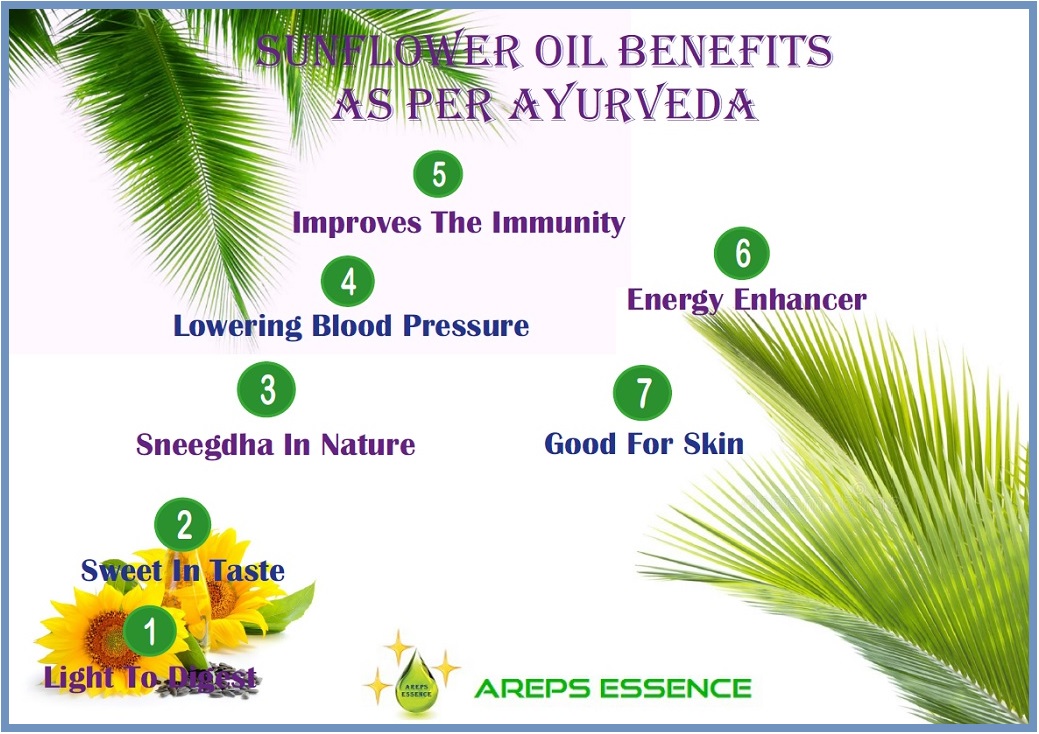 SUNFLOWER OIL BENEFITS
AS PER AYURVEDA
5
Improves The Immunity
6
Energy Enhancer
4
Lowering Blood Pressure
3
Sneegdha In Nature
7
Good For Skin
2
Sweet In Taste
1
Light To Digest
AREPS
ESSENCE
AREPS ESSENCE